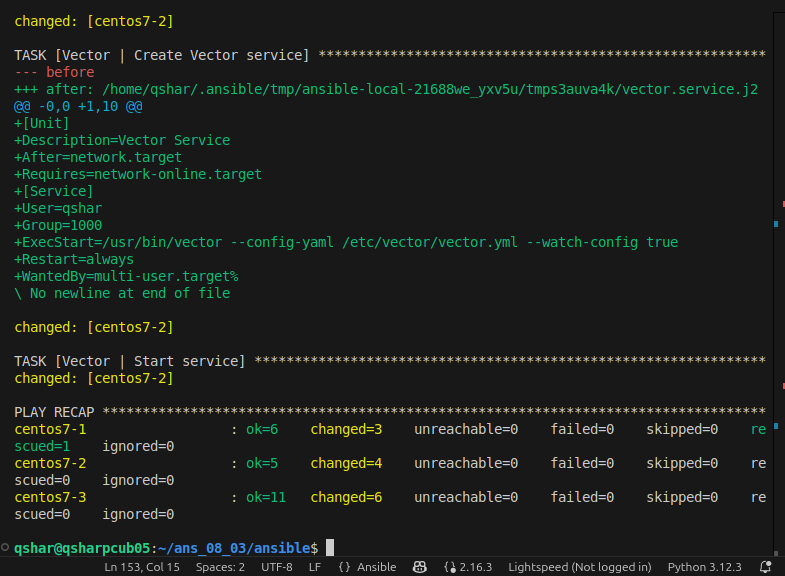 changed: [centos7-2]
TASK [Vector | Create Vector service] ********************************************************
--- before
+++ after: /home/qshar/.ansible/tmp/ansible-local-21688we_yxv5u/tmps3auva4k/vector.service.j2
@@ -0,0 +1,10 @@
+[Unit]
+Description=Vector Service
+After=network.target
+Requires=network-online.target
+[Service]
+User=qshar
+Group=1000
+ExecStart=/usr/bin/vector --config-yaml /etc/vector/vector.yml --watch-config true
+Restart=always
+WantedBy=multi-user.target%
\ No newline at end of file
changed: [centos7-2]
TASK [Vector | Start service] ****************************************************************
changed: [centos7-2]
PLAY RECAP ***********************************************************************************
centos7-1                  : ok=6    changed=3    unreachable=0    failed=0    skipped=0    re
scued=1    ignored=0
centos7-2                  : ok=5    changed=4    unreachable=0    failed=0    skipped=0    re
scued=0    ignored=0
centos7-3                  : ok=11   changed=6    unreachable=0    failed=0    skipped=0    re
scued=0    ignored=0
qshar@qsharpcub05:~/ans_08_03/ansible$
Ln 153, Col 15 Spaces: 2 UTF-8 LF {} Ansible 2.16.3 Lightspeed (Not logged in) Python 3.12.3